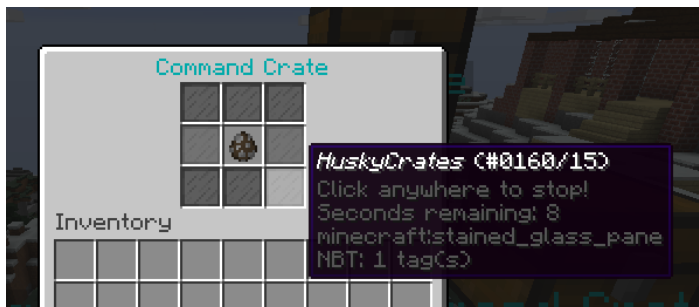 Command Crate
HuskyCrates (#0160/15)
Click anywhere to stop!
Seconds remaining: 8
minecraft:stained_glass_pane
NBT: 1 tag(s)
Inventory